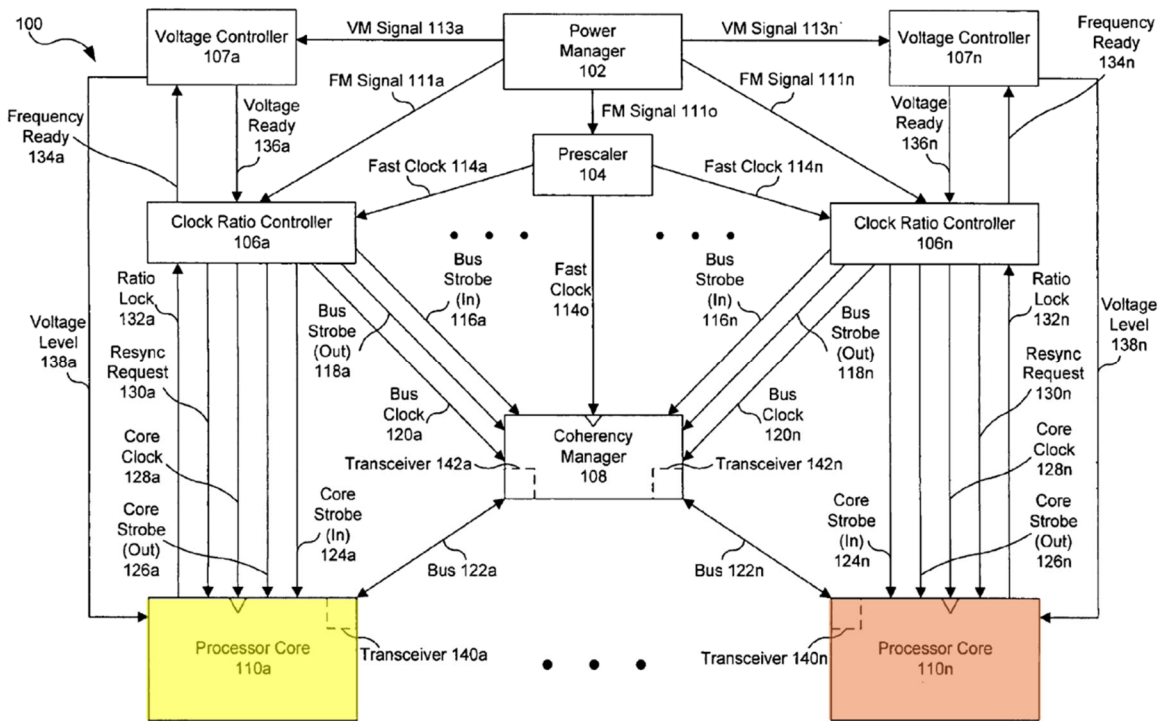 100
Voltage Controller
107a
VM Signal 113a
Power
Manager
102
VM Signal 113n
Voltage Controller
107n
Frequency
Ready
134n
FM Signal 111a
FM Signal 111n
FM Signal 111o
Frequency
Ready
134a
Voltage
Ready
136a
Voltage
Ready
136n
Fast Clock 114a
Prescaler
104
Fast Clock 114n
Clock Ratio Controller
106a
Clock Ratio Controller
106n
Ratio
Lock
132a
Bus
Strobe
(In)
116a
Fast
Clock
114o
Bus
Strobe
(In)
116n
Ratio
Lock
132n
Voltage
Level
138a
Bus
Strobe
(Out)
118a
Bus
Strobe
(Out)
118n
Voltage
Level
138n
Resync
Request
130a
Resync
Request
130n
Bus
Clock
120a
Bus
Clock
120n
Coherency
Manager
108
Core
Clock
128a
Transceiver 142a
Transceiver 142n
Core
Clock
128n
Core
Strobe
(Out)
126a
Core
Strobe
(In)
124a
Core
Strobe
(In)
124n
Core
Strobe
(Out)
126n
Bus 122a
Bus 122n
Processor Core
110a
Transceiver 140a
Transceiver 140n
Processor Core
110n